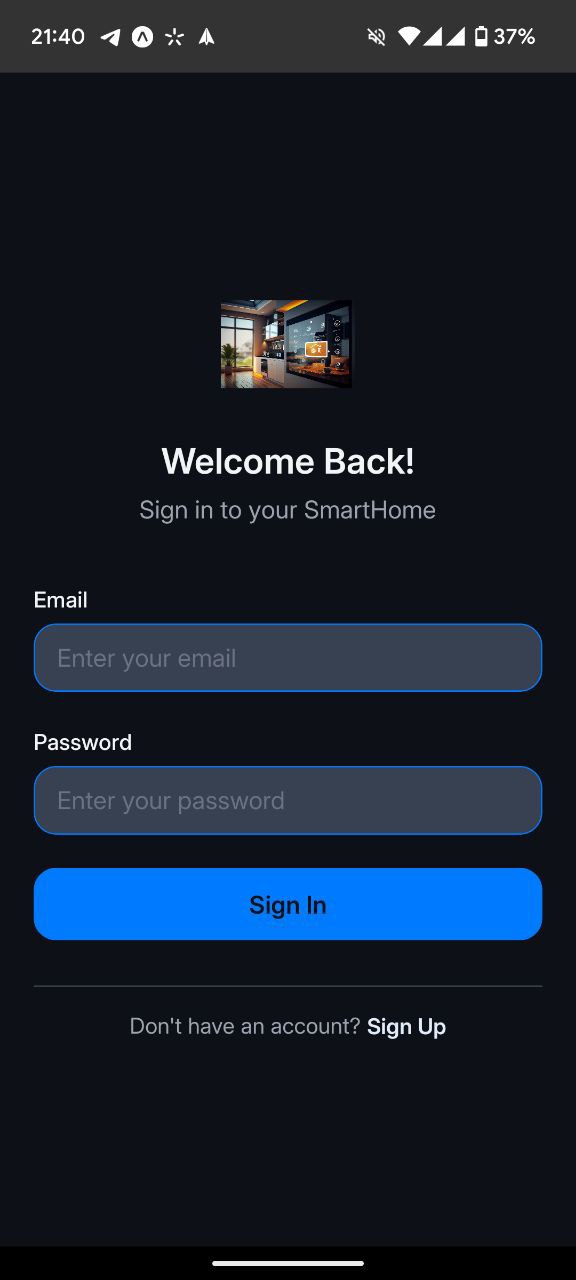 21:40 37%
Welcome Back!
Sign in to your SmartHome
Email
Enter your email
Password
Enter your password
Sign In
Don't have an account? Sign Up